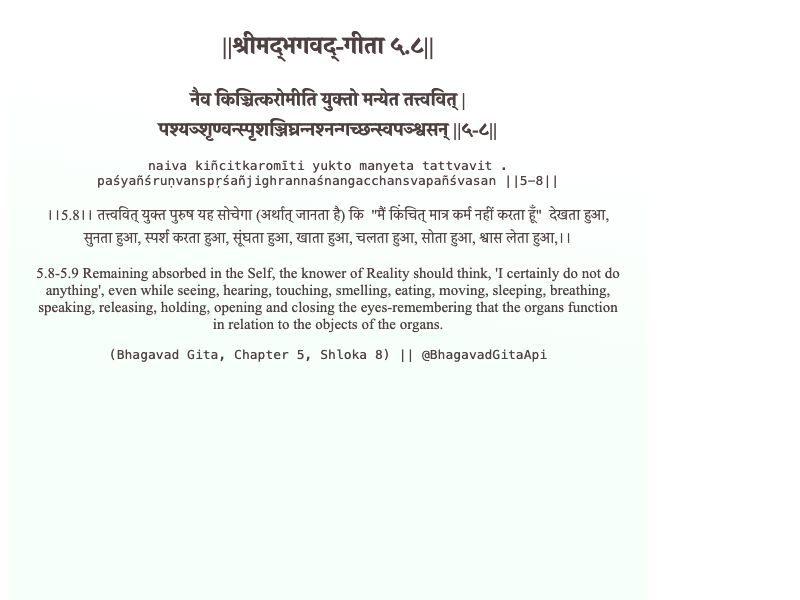 ||श्रीमद्‍भगवद्‍-गीता ५.८||
नैव किञ्चित्करोमीति युक्तो मन्येत तत्त्ववित् |
पश्यञ्श‍ृण्वन्स्पृशञ्जिघ्रन्नश्नन्गच्छन्स्वपञ्श्वसन् ||५-८||
naiva kiñcitkaromīti yukto manyeta tattvavit .
paśyañśruṇvanspṛśañjighrannaśnangacchansvapañśvasan ||5-8||
।।5.8।। तत्त्ववित् युक्त पुरुष यह सोचेगा (अर्थात् जानता है) कि "मैं किंचित् मात्र कर्म नहीं करता हूँ" देखता हुआ,
सुनता हुआ, स्पर्श करता हुआ, सूंघता हुआ, खाता हुआ, चलता हुआ, सोता हुआ, श्वास लेता हुआ,।।
5.8-5.9 Remaining absorbed in the Self, the knower of Reality should think, 'I certainly do not do
anything', even while seeing, hearing, touching, smelling, eating, moving, sleeping, breathing,
speaking, releasing, holding, opening and closing the eyes-remembering that the organs function
in relation to the objects of the organs.
(Bhagavad Gita, Chapter 5, Shloka 8) || @BhagavadGitaApi